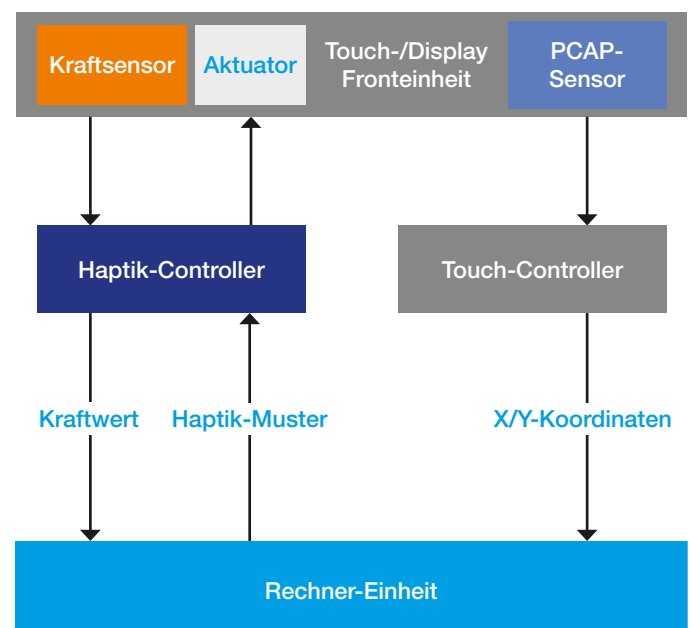 Kraftsensor
Aktuator
Touch-/Display
Fronteinheit
PCAP-
Sensor
Haptik-Controller
Touch-Controller
Kraftwert
Haptik-Muster
X/Y-Koordinaten
Rechner-Einheit